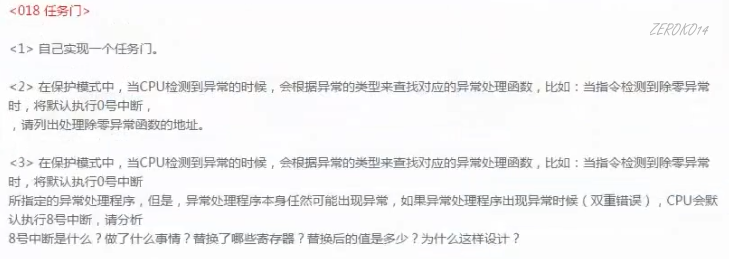 <018 任务门>
ZEROKO14
<1> 自己实现一个任务门。
<2> 在保护模式中，当CPU检测到异常的时候，会根据异常的类型来查找对应的异常处理函数，比如：当指令检测到除零异常
时，将默认执行0号中断，
，请列出处理除零异常函数的地址。
<3> 在保护模式中，当CPU检测到异常的时候，会根据异常的类型来查找对应的异常处理函数，比如：当指令检测到除零异常
时，将默认执行0号中断
所指定的异常处理程序，但是，异常处理程序本身任然可能出现异常，如果异常处理程序出现异常时候（双重错误），CPU会默
认执行8号中断，请分析
8号中断是什么？做了什么事情？替换了哪些寄存器？替换后的值是多少？为什么这样设计？